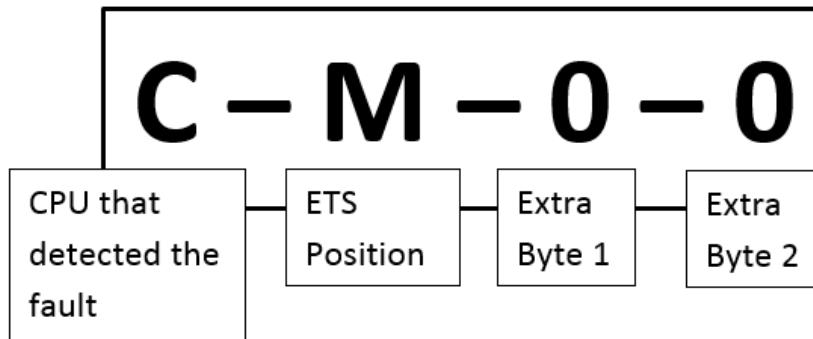 C – M – 0 – 0
CPU that
detected the
fault
ETS
Position
Extra
Byte 1
Extra
Byte 2